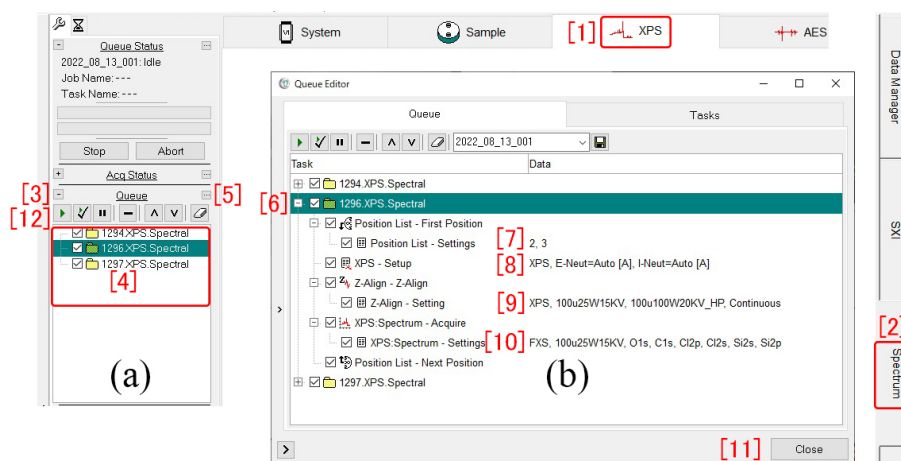 System
Sample
[1] XPS
AES
Queue Status
2022_08_13_001: Idle
Job Name: ---
Task Name: ---
Stop Abort
Acq Status
[3] Queue [5]
[12]
1294.XPS.Spectral
1296.XPS.Spectral
1297.XPS.Spectral
[4]
(a)
Queue Editor
Queue Tasks
2022_08_13_001
Task Data
1294.XPS.Spectral
[6] 1296.XPS.Spectral
Position List - First Position
Position List - Settings [7] 2, 3
XPS - Setup [8] XPS, E-Neut=Auto [A], I-Neut=Auto [A]
Z-Align - Z-Align
Z-Align - Setting [9] XPS, 100u25W15KV, 100u100W20KV_HP, Continuous
XPS:Spectrum - Acquire
XPS:Spectrum - Settings [10] FXS, 100u25W15KV, O1s, C1s, Cl2p, Cl2s, Si2s, Si2p
Position List - Next Position
1297.XPS.Spectral
(b)
[11] Close
Data Manager
SXI
[2]
Spectrum